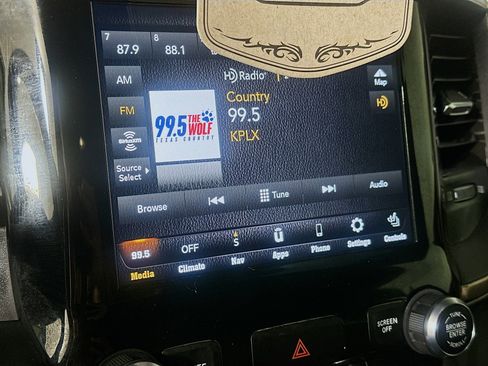 7 8
87.9 88.1
AM
HD Radio
Map
Country
FM
99.5
HD
99.5 THE WOLF
TEXAS COUNTRY
KPLX
SiriusXM
Source Select
Browse Tune Audio
99.5 OFF S
Media Climate Nav Apps Phone Settings Controls
SCREEN OFF
TUNE
BROWSE
ENTER
SCROLL